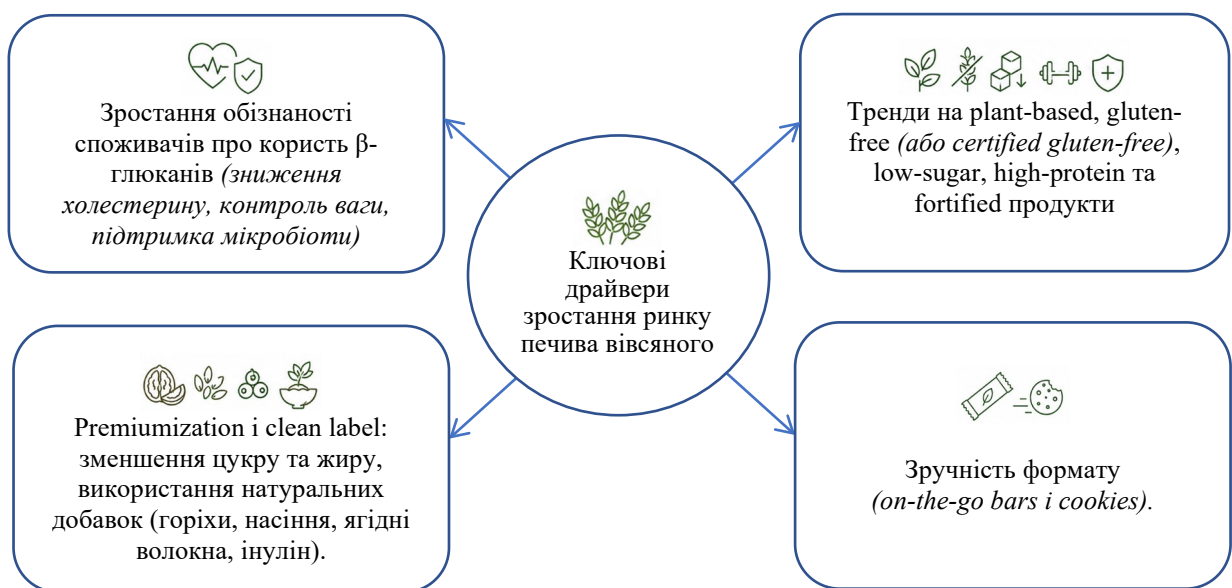 Зростання обізнаності
споживачів про користь β-
глюканів (зниження
холестерину, контроль ваги,
підтримка мікробіоти)
Тренди на plant-based, gluten-
free (або certified gluten-free),
low-sugar, high-protein та
fortified продукти
Ключові
драйвери
зростання ринку
печива вівсяного
Premiumization і clean label:
зменшення цукру та жиру,
використання натуральних
добавок (горіхи, насіння, ягідні
волокна, інулін).
Зручність формату
(on-the-go bars і cookies).